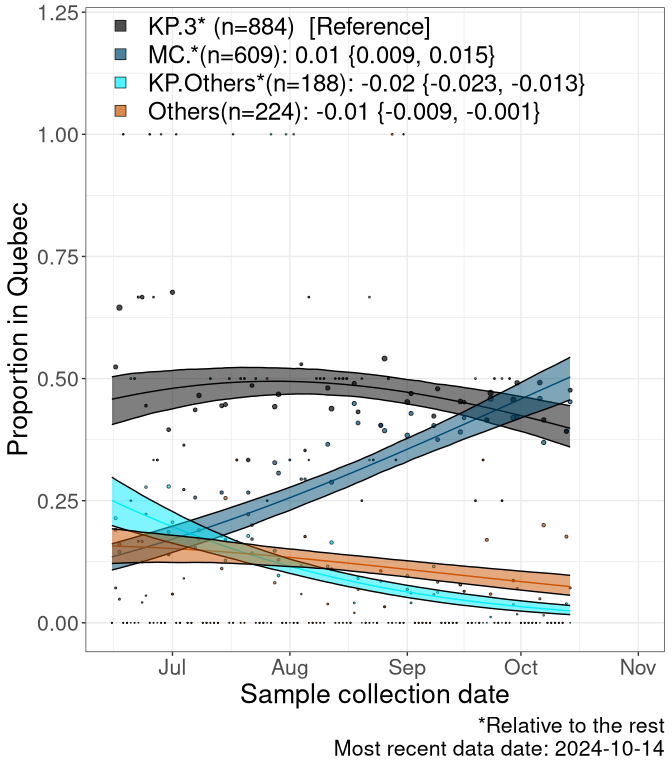 KP.3* (n=884)  [Reference]
MC.*(n=609): 0.01 {0.009, 0.015}
KP.Others*(n=188): -0.02 {-0.023, -0.013}
Others(n=224): -0.01 {-0.009, -0.001}
Proportion in Quebec
1.25
1.00
0.75
0.50
0.25
0.00
Jul Aug Sep Oct Nov
Sample collection date
*Relative to the rest
Most recent data date: 2024-10-14